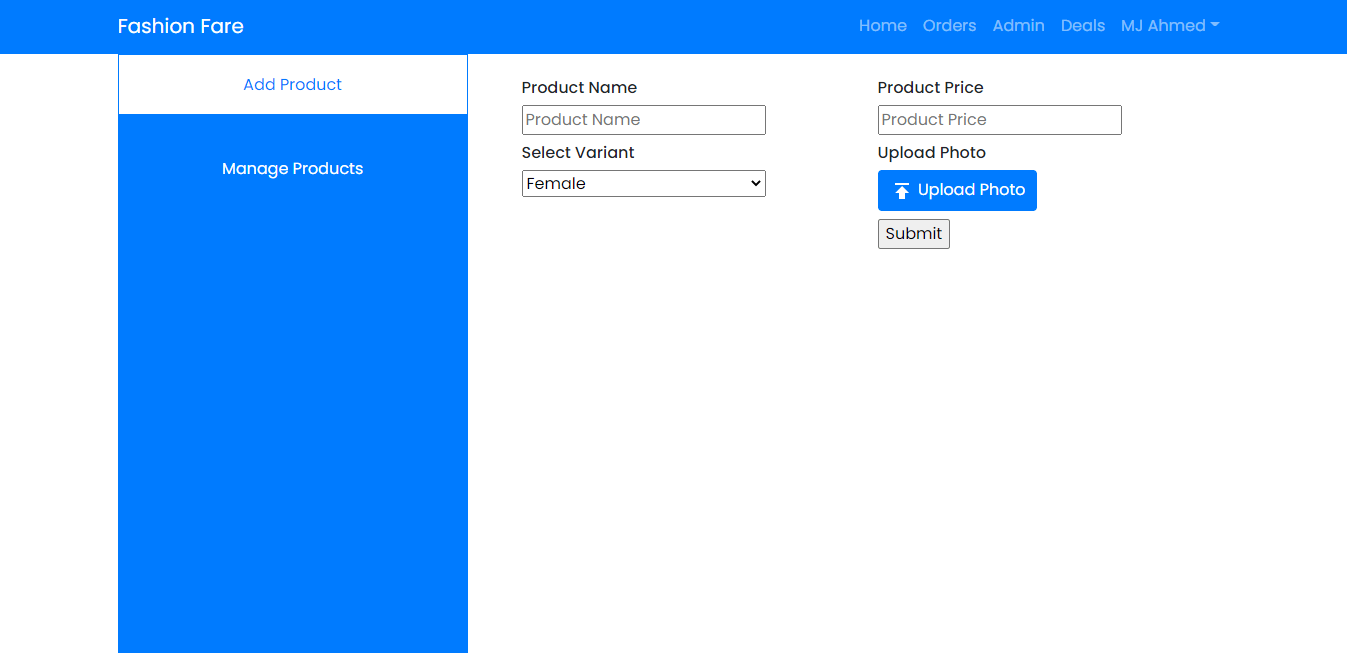 Fashion Fare
Home Orders Admin Deals MJ Ahmed
Add Product
Manage Products
Product Name
Product Name
Select Variant
Female
Product Price
Product Price
Upload Photo
Upload Photo
Submit